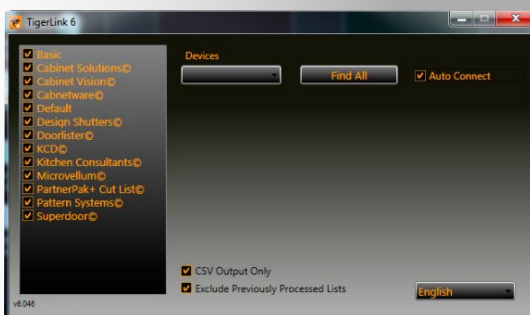 TigerLink 6
Basic
Cabinet Solutions©
Cabinet Vision©
Cabnetware©
Default
Design Shutters©
Doorlister©
KCD©
Kitchen Consultants©
Microvellum©
PartnerPak+ Cut List©
Pattern Systems©
Superdoor©
Devices
Find All
Auto Connect
CSV Output Only
Exclude Previously Processed Lists
English
v6.046